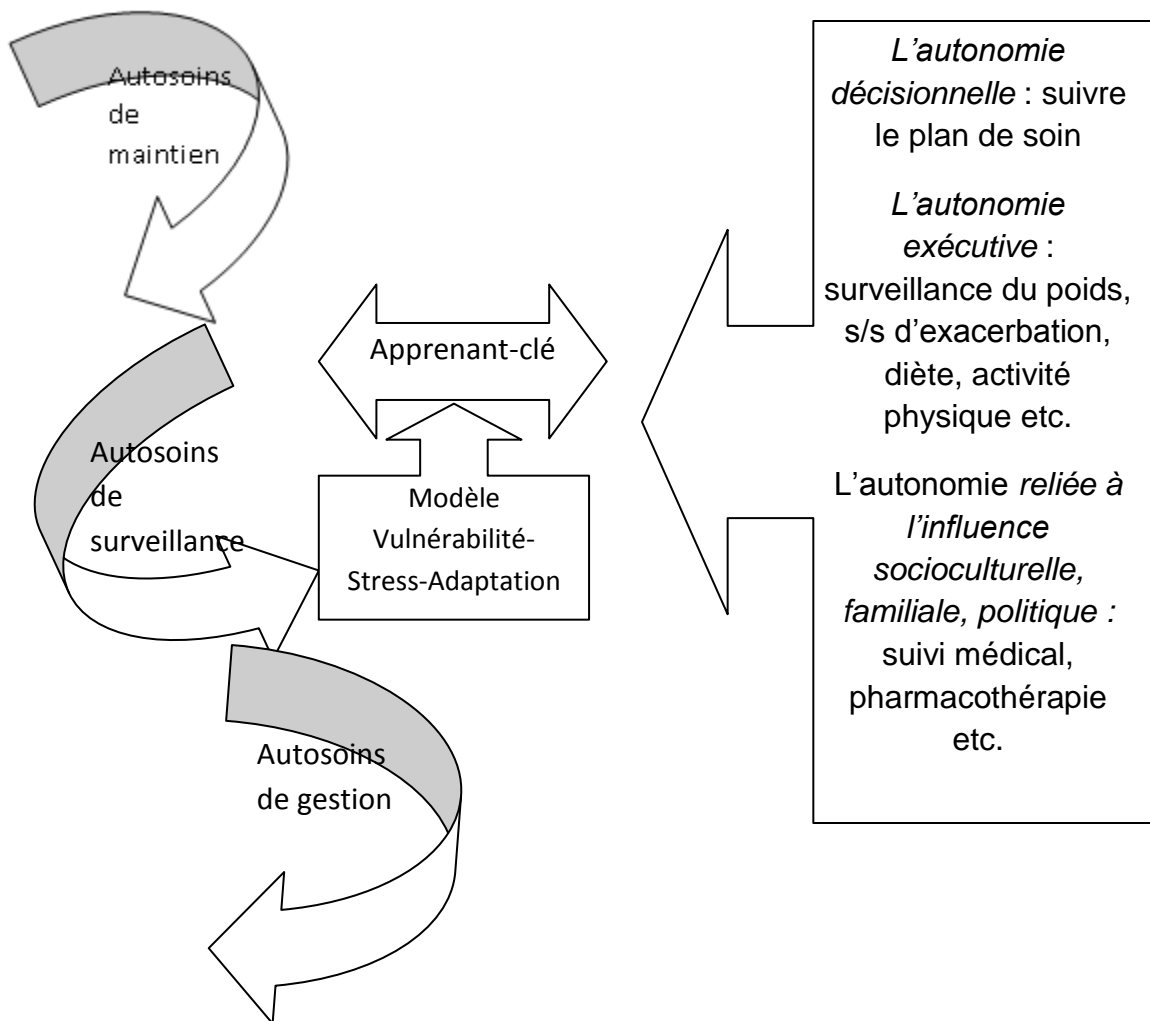 Autosoins
de
maintien
Autosoins
de
surveillance
Autosoins
de gestion
Apprenant-clé
Modèle
Vulnérabilité-
Stress-Adaptation
L’autonomie
décisionnelle : suivre
le plan de soin
L’autonomie
exécutive :
surveillance du poids,
s/s d’exacerbation,
diète, activité
physique etc.
L’autonomie reliée à
l’influence
socioculturelle,
familiale, politique :
suivi médical,
pharmacothérapie
etc.